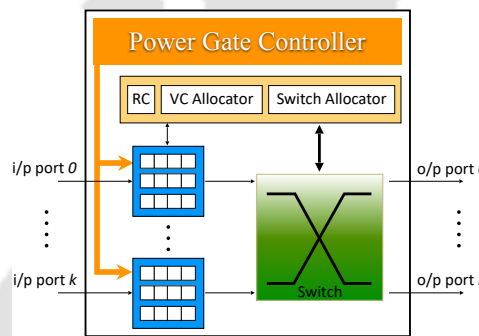 Power Gate Controller
RC
VC Allocator
Switch Allocator
i/p port 0
o/p port
Switch
i/p port k
o/p port